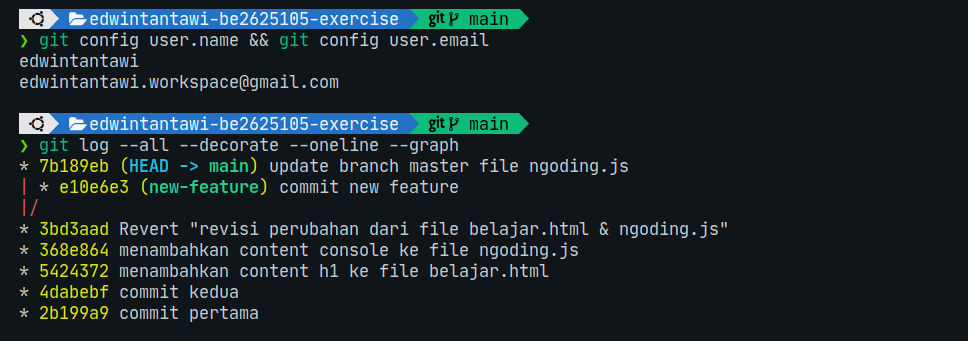 edwintantawi-be2625105-exercise git main
❯ git config user.name && git config user.email
edwintantawi
edwintantawi.workspace@gmail.com
edwintantawi-be2625105-exercise git main
❯ git log --all --decorate --oneline --graph
* 7b189eb (HEAD -> main) update branch master file ngoding.js
| * e10e6e3 (new-feature) commit new feature
|/
* 3bd3aad Revert "revisi perubahan dari file belajar.html & ngoding.js"
* 368e864 menambahkan content console ke file ngoding.js
* 5424372 menambahkan content h1 ke file belajar.html
* 4dabebf commit kedua
* 2b199a9 commit pertama